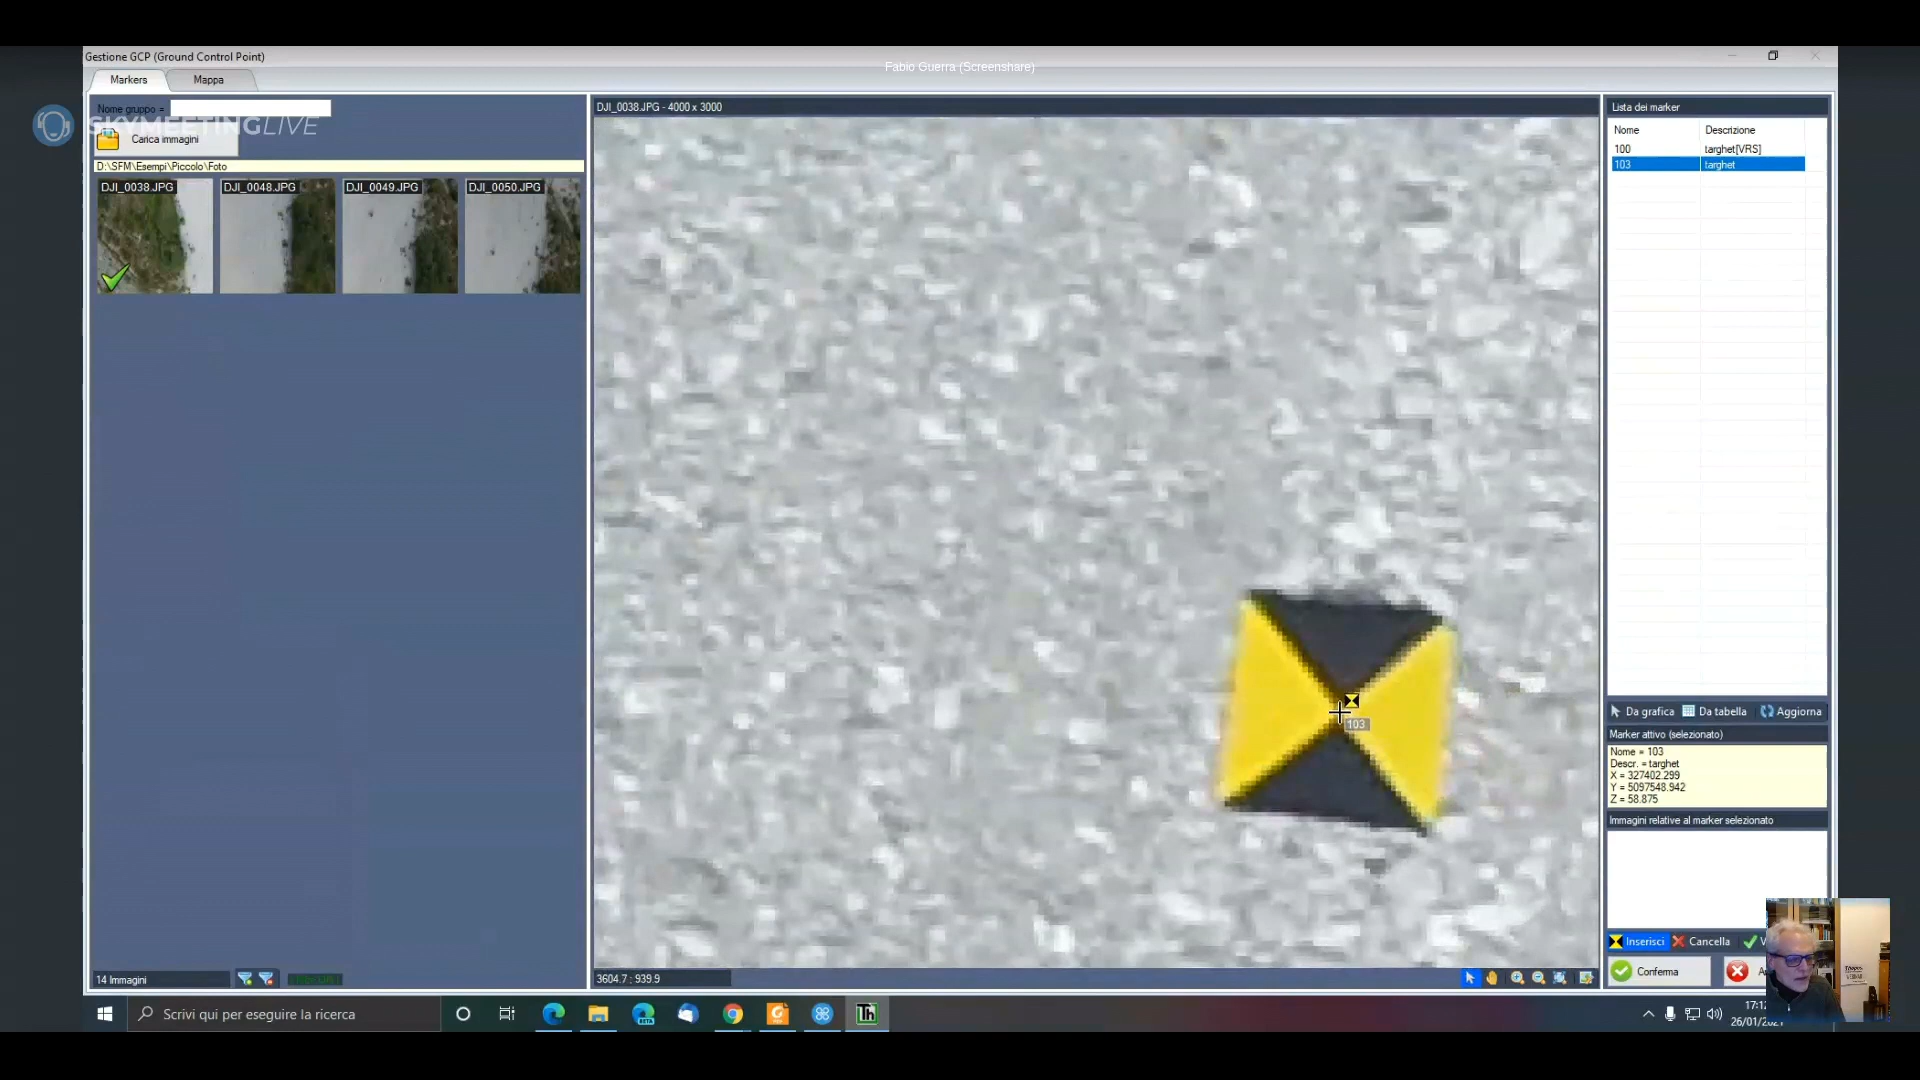 Gestione GCP (Ground Control Point)
Fabio Guerra (Screenshare)
Markers
Mappa
Nome gruppo =
SKYMEETINGLIVE
Carica immagini
D:\SFM\Esempi\Piccolo\Foto
DJI_0038.JPG
DJI_0048.JPG
DJI_0049.JPG
DJI_0050.JPG
14 Immagini
DJI_0038.JPG - 4000 x 3000
103
3604.7 : 939.9
Lista dei marker
Nome
Descrizione
100
targhet[VRS]
103
targhet
Da grafica
Da tabella
Aggiorna
Marker attivo (selezionato)
Nome = 103
Descr. = targhet
X = 327402.299
Y = 5097548.942
Z = 58.875
Immagini relative al marker selezionato
Inserisci
Cancella
Conferma
Scrivi qui per eseguire la ricerca
Th
17:12